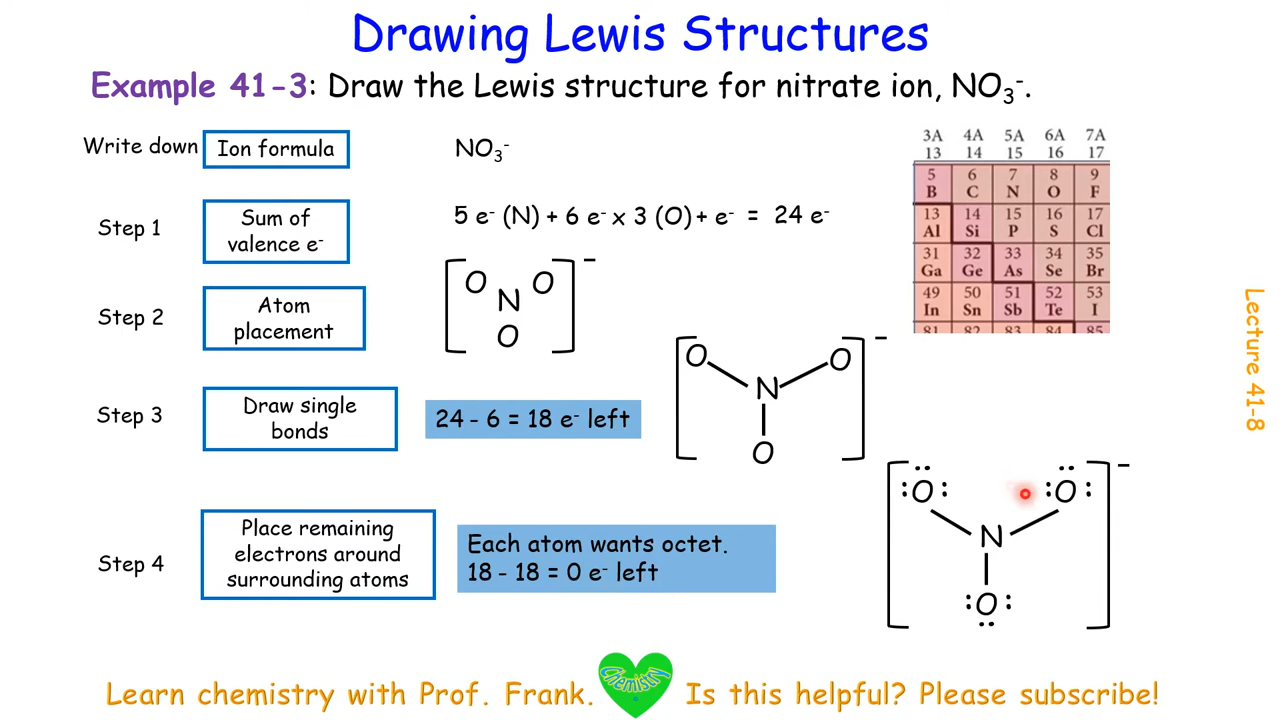 Drawing Lewis Structures
Example 41-3: Draw the Lewis structure for nitrate ion, NO₃⁻.
Write down
Ion formula
NO₃⁻
Step 1
Sum of
valence e⁻
5 e⁻ (N) + 6 e⁻ x 3 (O) + e⁻ = 24 e⁻
3A 4A 5A 6A 7A
13 14 15 16 17
5 6 7 8 9
B C N O F
13 14 15 16 17
Al Si P S Cl
31 32 33 34 35
Ga Ge As Se Br
49 50 51 52 53
In Sn Sb Te I
81 82 83 84 85
Step 2
Atom
placement
[O O]⁻
N
O
Step 3
Draw single
bonds
24 - 6 = 18 e⁻ left
[O O]⁻
N
O
Step 4
Place remaining
electrons around
surrounding atoms
Each atom wants octet.
18 - 18 = 0 e⁻ left
[:O: :O:]⁻
N
:O:
Lecture 41-8
Learn chemistry with Prof. Frank.
Chemistry
Is this helpful? Please subscribe!